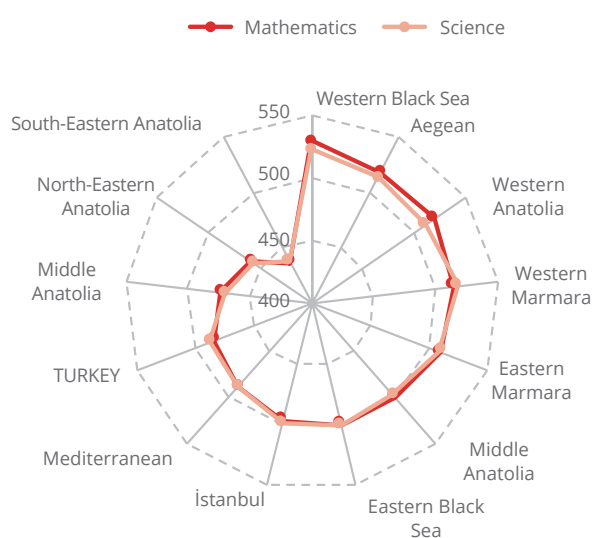 Mathematics
Science
550
500
450
400
Western Black Sea
Aegean
Western
Anatolia
Western
Marmara
Eastern
Marmara
Middle
Anatolia
Eastern Black
Sea
İstanbul
Mediterranean
TURKEY
Middle
Anatolia
North-Eastern
Anatolia
South-Eastern Anatolia